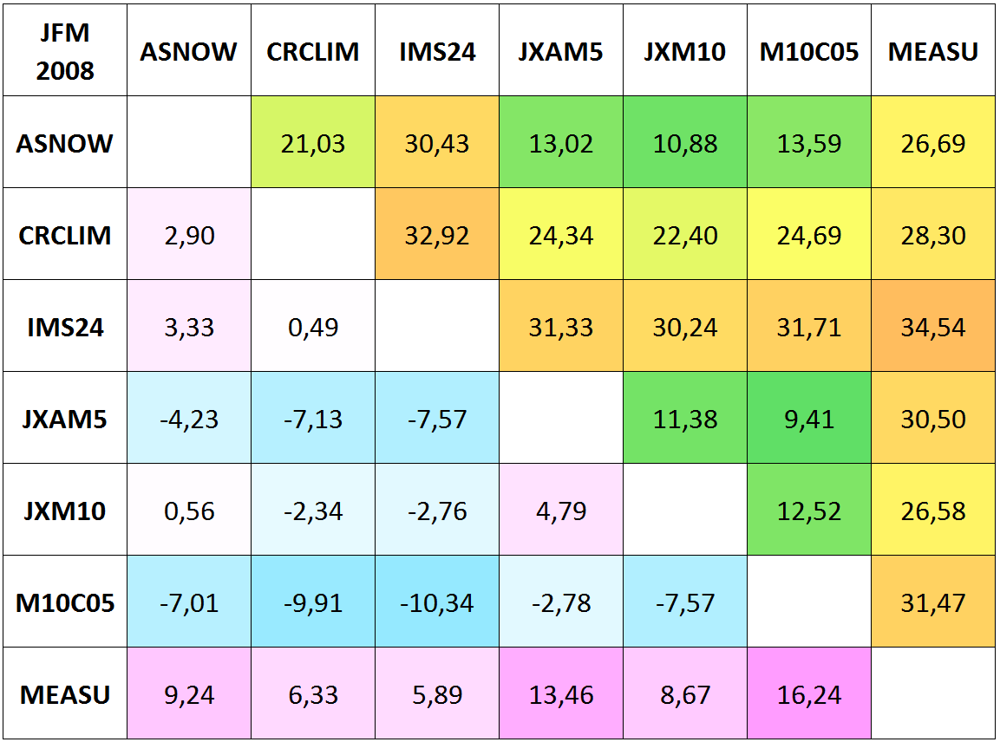 JFM 2008 ASNOW CRCLIM IMS24 JXAM5 JXM10 M10C05 MEASU
ASNOW 21,03 30,43 13,02 10,88 13,59 26,69
CRCLIM 2,90 32,92 24,34 22,40 24,69 28,30
IMS24 3,33 0,49 31,33 30,24 31,71 34,54
JXAM5 -4,23 -7,13 -7,57 11,38 9,41 30,50
JXM10 0,56 -2,34 -2,76 4,79 12,52 26,58
M10C05 -7,01 -9,91 -10,34 -2,78 -7,57 31,47
MEASU 9,24 6,33 5,89 13,46 8,67 16,24